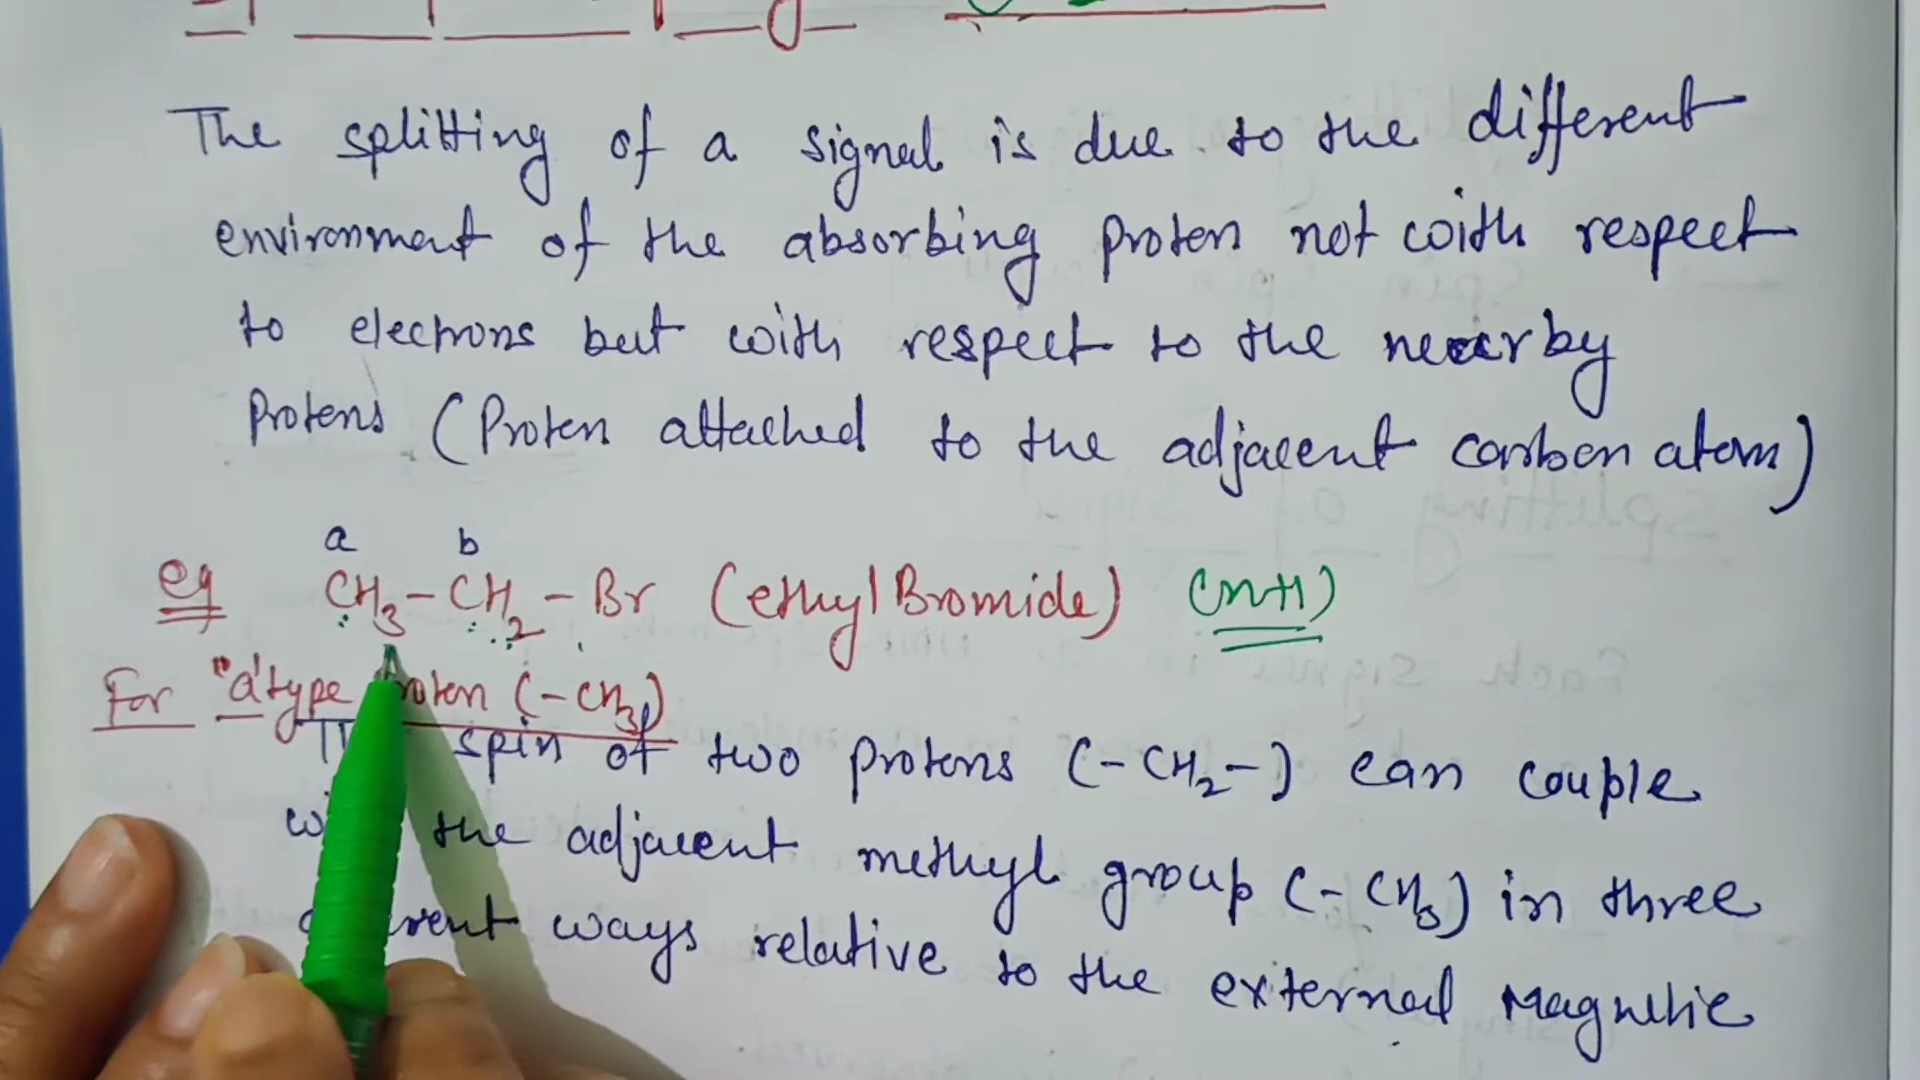 The splitting of a signal is due to the different
environment of the absorbing proton not with respect
to electrons but with respect to the nearby
Protons (Proton attached to the adjacent carbon atom)
a b
eg CH3-CH2-Br (ethyl Bromide) (n+1)
For "a" type proton (-CH3)
spin of two protons (-CH2-) can couple
the adjacent methyl group (-CH3) in three
ways relative to the external Magnetic